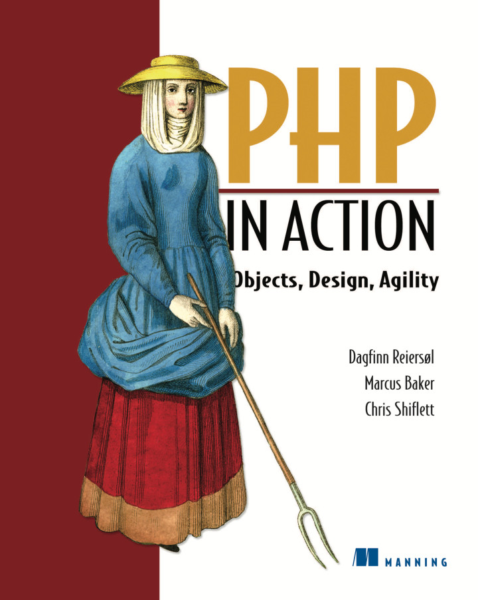 PHP
IN ACTION
Objects, Design, Agility
Dagfinn Reiersøl
Marcus Baker
Chris Shiflett
MANNING